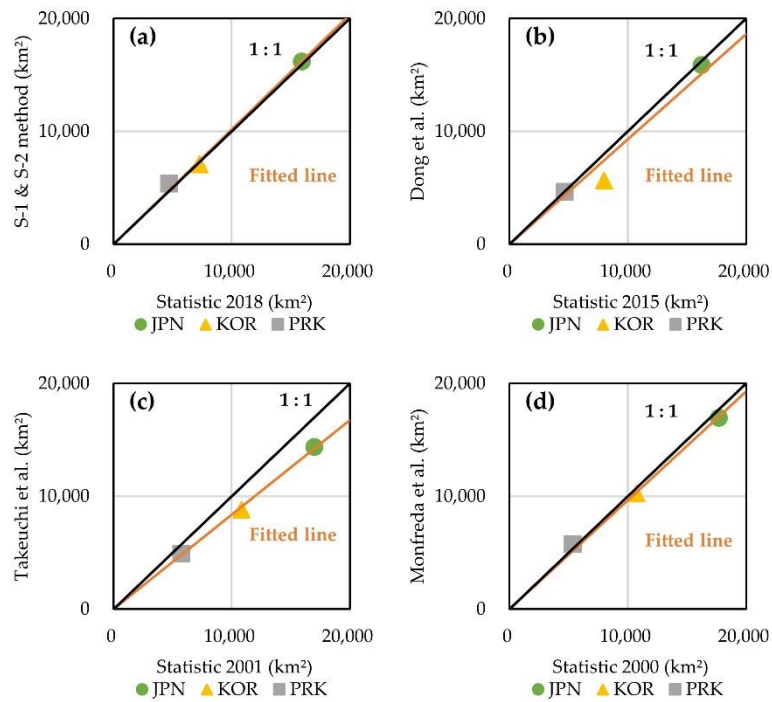 20,000
(a)
1 : 1
S-1 & S-2 method (km²)
10,000
Fitted line
0
0 10,000 20,000
Statistic 2018 (km²)
JPN KOR PRK
20,000
(b)
1 : 1
Dong et al. (km²)
10,000
Fitted line
0
0 10,000 20,000
Statistic 2015 (km²)
JPN KOR PRK
20,000
(c)
1 : 1
Takeuchi et al. (km²)
10,000
Fitted line
0
0 10,000 20,000
Statistic 2001 (km²)
JPN KOR PRK
20,000
(d)
1 : 1
Monfreda et al. (km²)
10,000
Fitted line
0
0 10,000 20,000
Statistic 2000 (km²)
JPN KOR PRK